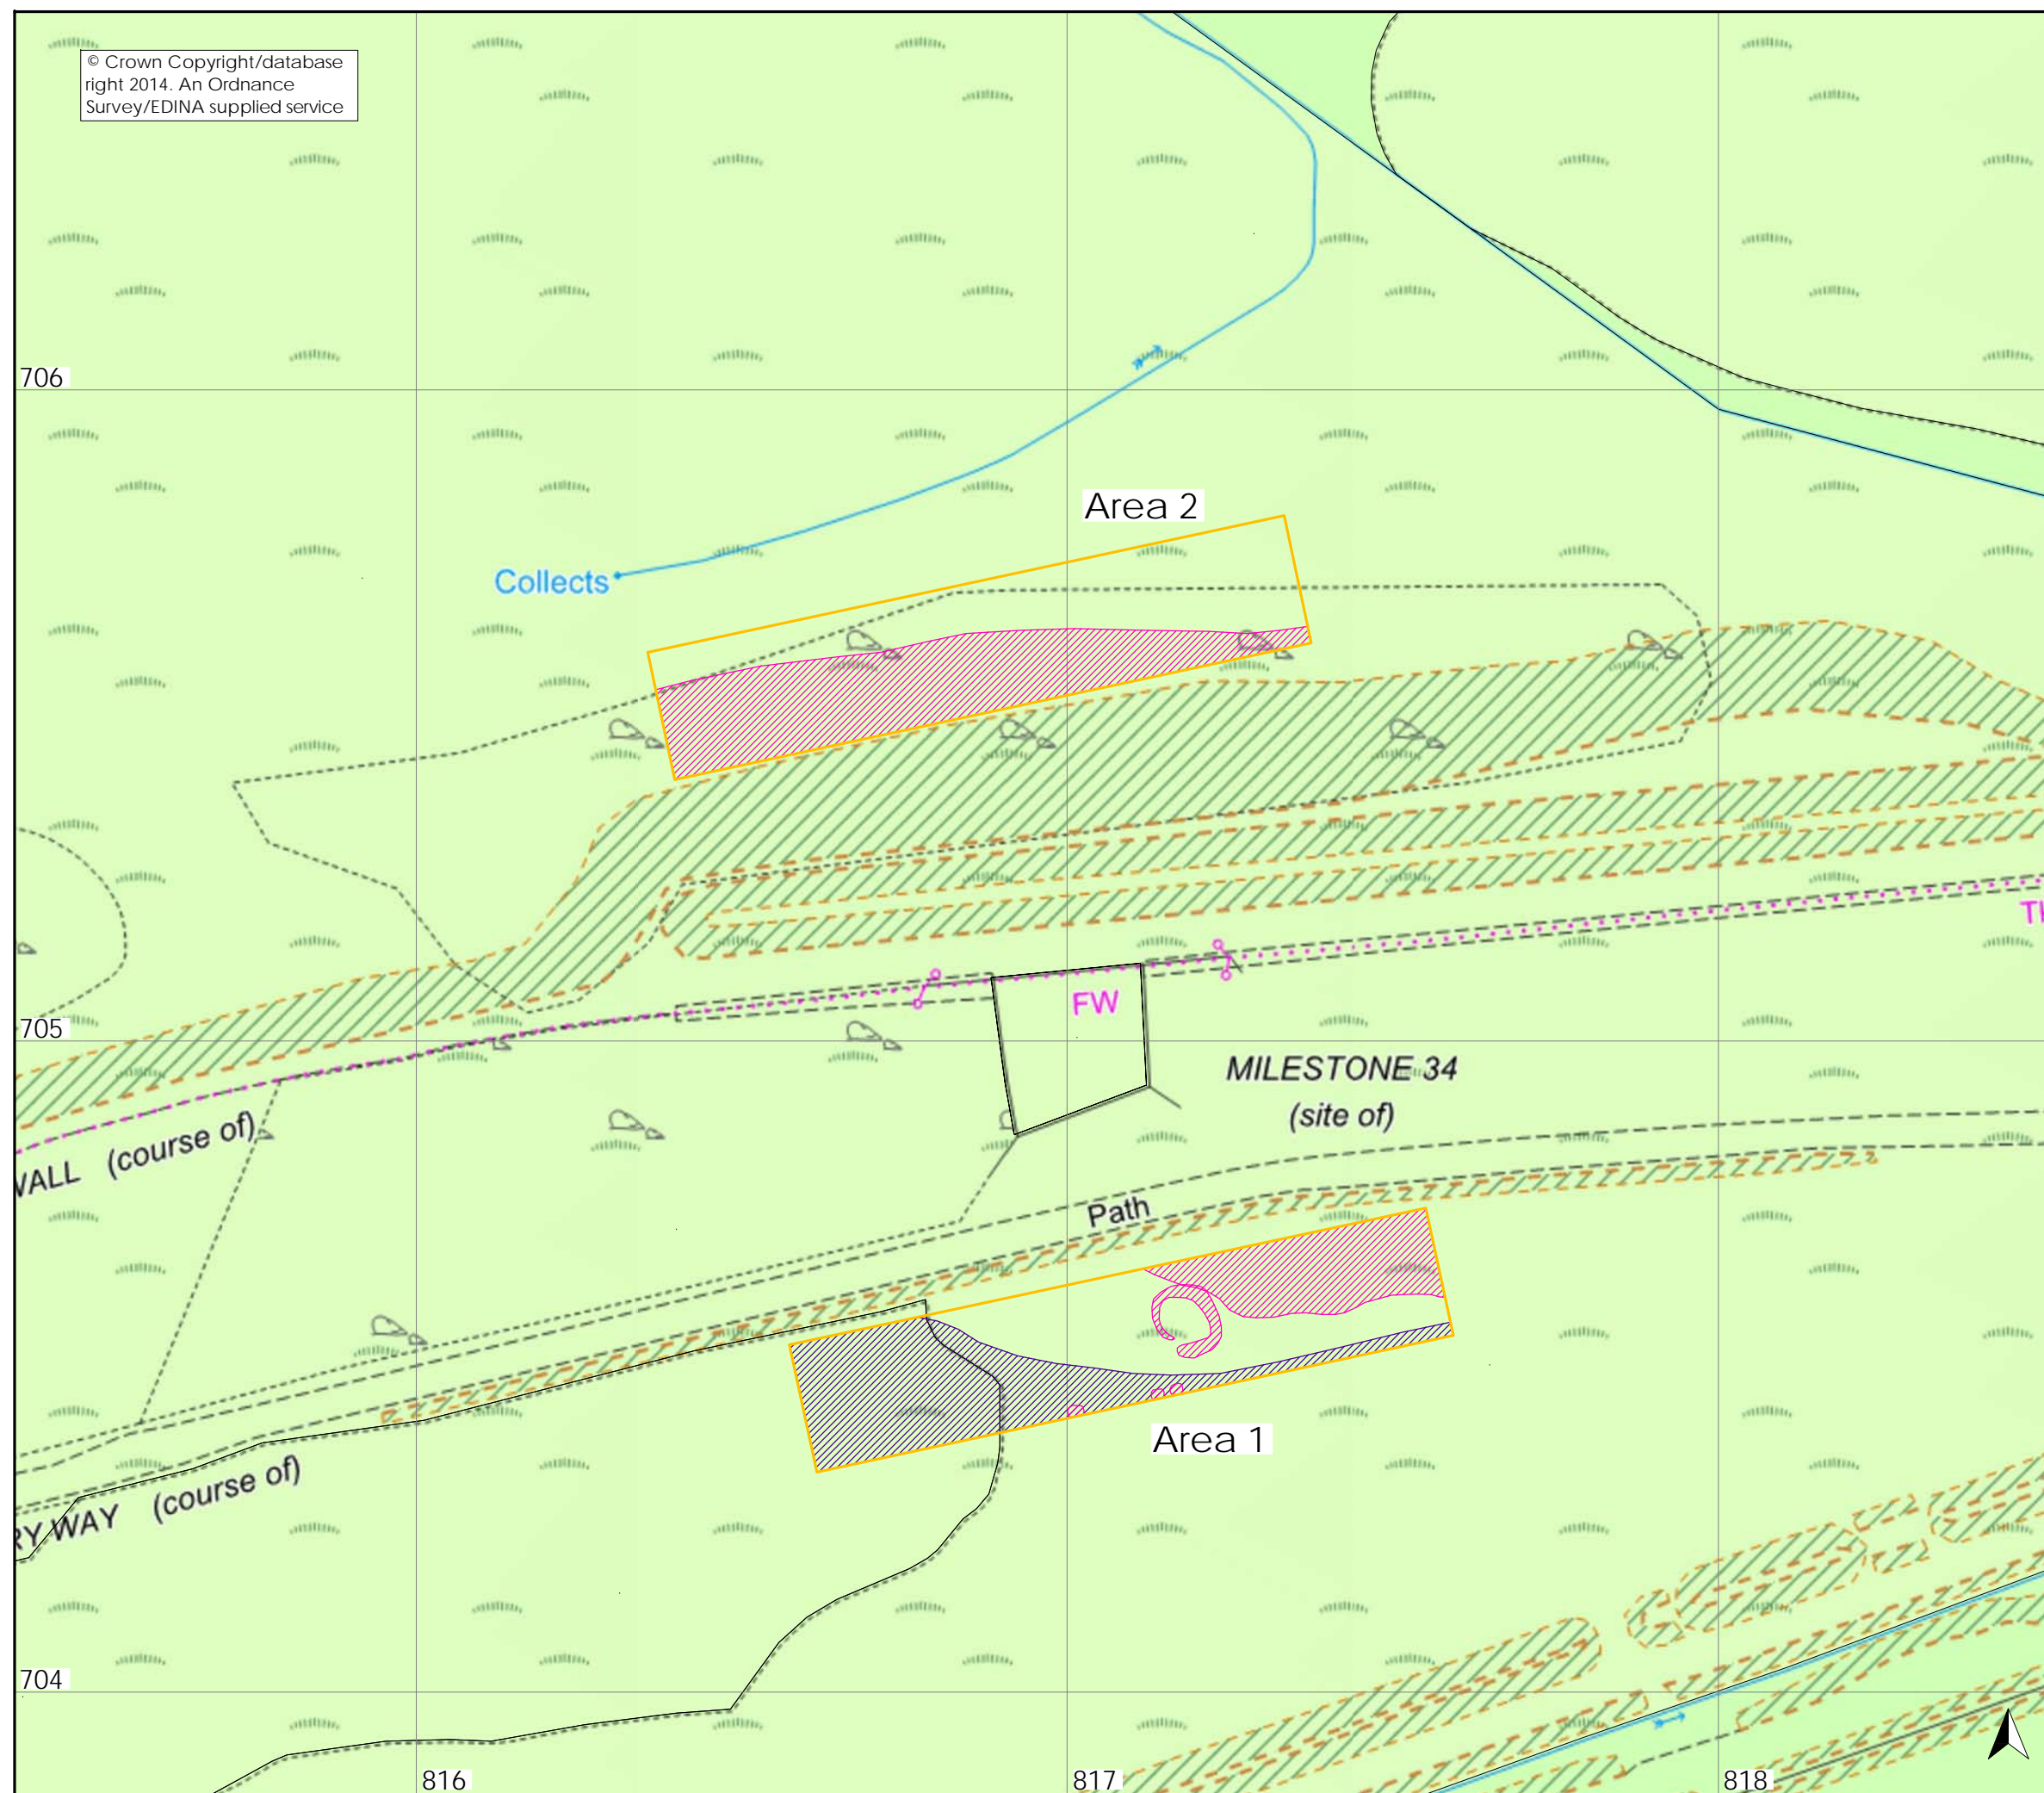 © Crown Copyright/database
right 2014. An Ordnance
Survey/EDINA supplied service
706
Area 2
Collects
705
FW
MILESTONE 34
(site of)
WALL (course of)
Path
Area 1
RY WAY (course of)
704
816
817
818